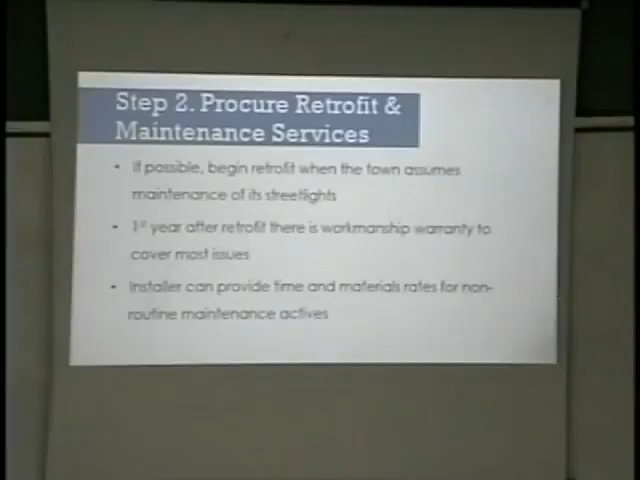 Step 2. Procure Retrofit &
Maintenance Services
• If possible, begin retrofit when the town assumes
maintenance of its streetlights
• 1st year after retrofit there is workmanship warranty to
cover most issues
• Installer can provide time and materials rates for non-
routine maintenance actives